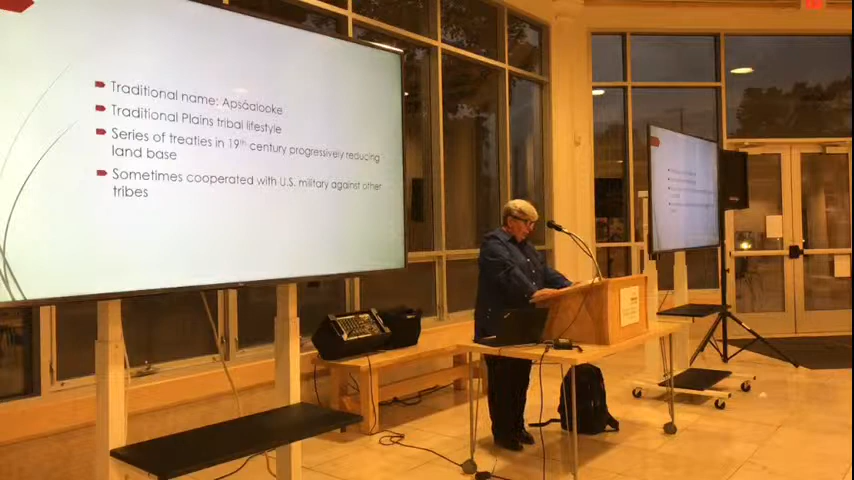 Traditional name: Apsáalooke
Traditional Plains tribal lifestyle
Series of treaties in 19th century progressively reducing
land base
Sometimes cooperated with U.S. military against other
tribes